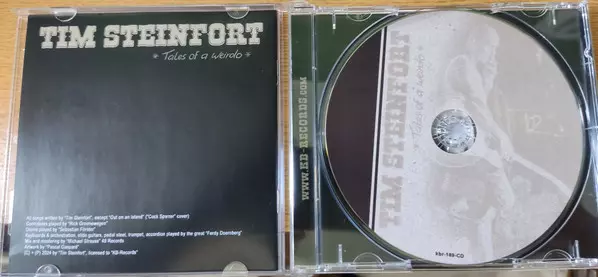 TIM STEINFORT
* Tales of a Weirdo *
All songs written by "Tim Steinfort", except "Out on an island" ("Cock Sparrer" cover)
Contrabass played by "Rick Groenewegen"
Drums played by "Sebastian Förster"
Keyboards & orchestration, slide guitars, pedal steel, trumpet, accordion played by the great "Ferdy Doernberg"
Mix and mastering by "Michael Strauss" 48 Records
Artwork by "Pascal Gaspard"
(C) + (P) 2024 by "Tim Steinfort", licensed to "KB-Records"
WWW.KB-RECORDS.COM
TIM STEINFORT
* Tales of a Weirdo *
kbr-189-CD